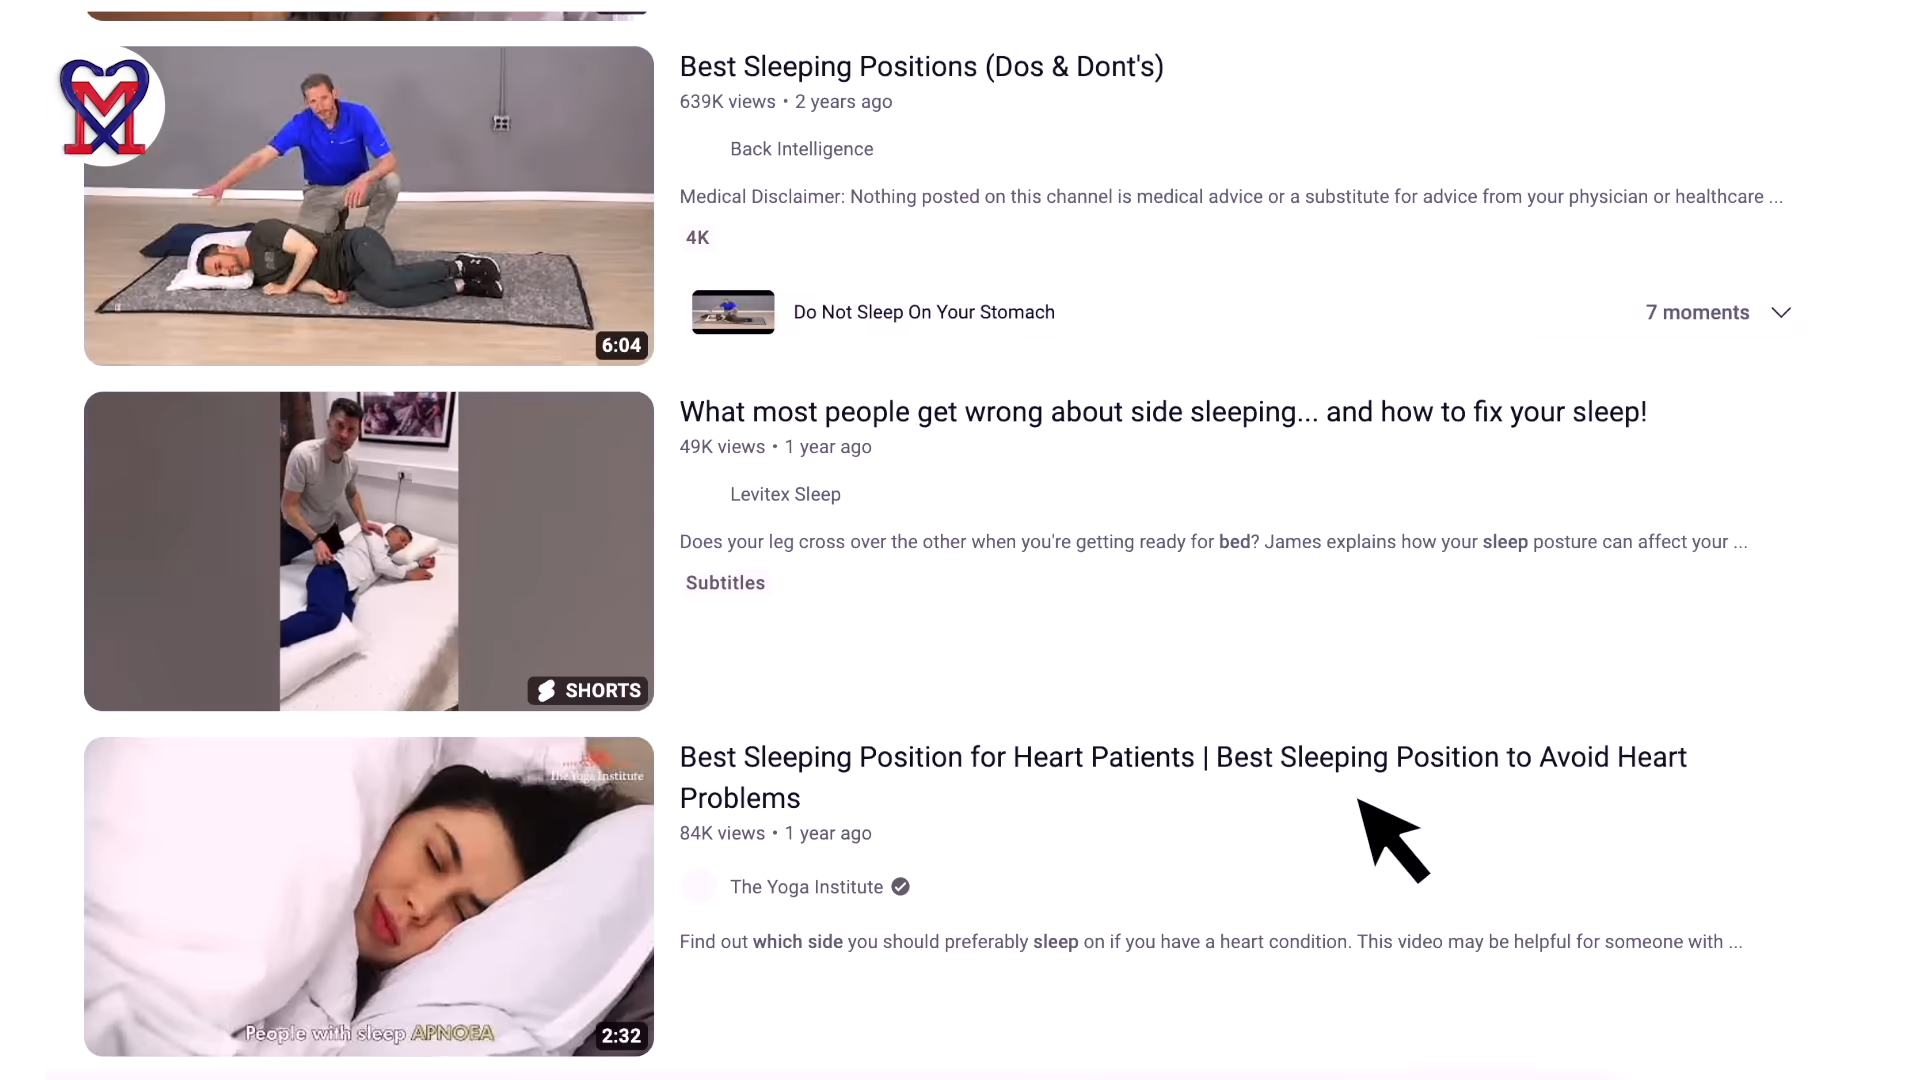 Best Sleeping Positions (Dos & Dont's)
639K views • 2 years ago
Back Intelligence
Medical Disclaimer: Nothing posted on this channel is medical advice or a substitute for advice from your physician or healthcare ...
4K
Do Not Sleep On Your Stomach
7 moments
6:04
What most people get wrong about side sleeping... and how to fix your sleep!
49K views • 1 year ago
Levitex Sleep
Does your leg cross over the other when you're getting ready for bed? James explains how your sleep posture can affect your ...
Subtitles
SHORTS
Best Sleeping Position for Heart Patients | Best Sleeping Position to Avoid Heart
Problems
84K views • 1 year ago
The Yoga Institute
Find out which side you should preferably sleep on if you have a heart condition. This video may be helpful for someone with ...
The Yoga Institute
People with sleep APNOEA
2:32